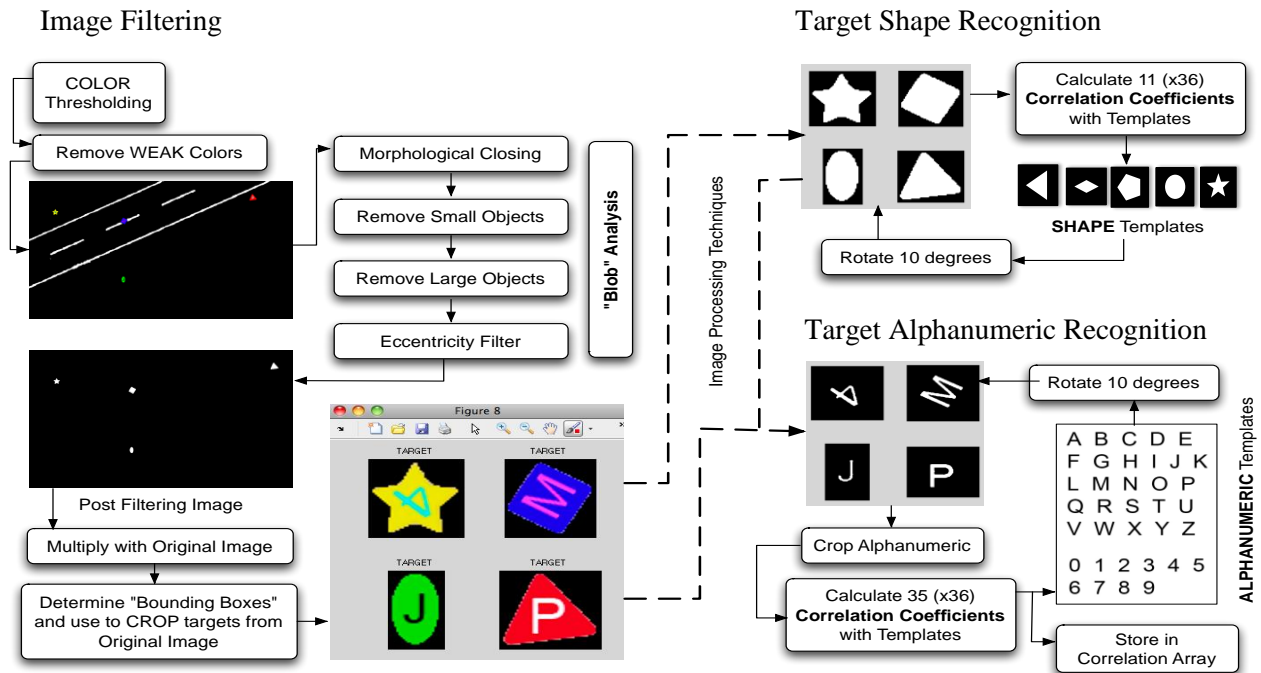 Image Filtering
COLOR
Thresholding
Remove WEAK Colors
Morphological Closing
Remove Small Objects
Remove Large Objects
Eccentricity Filter
"Blob" Analysis
Post Filtering Image
Multiply with Original Image
Determine "Bounding Boxes"
and use to CROP targets from
Original Image
Figure 8
TARGET
TARGET
A
M
TARGET
TARGET
J
P
Image Processing Techniques
Target Shape Recognition
Calculate 11 (x36)
Correlation Coefficients
with Templates
SHAPE Templates
Rotate 10 degrees
Target Alphanumeric Recognition
A
M
J
P
Rotate 10 degrees
A B C D E
F G H I J K
L M N O P
Q R S T U
V W X Y Z
0 1 2 3 4 5
6 7 8 9
ALPHANUMERIC Templates
Crop Alphanumeric
Calculate 35 (x36)
Correlation Coefficients
with Templates
Store in
Correlation Array